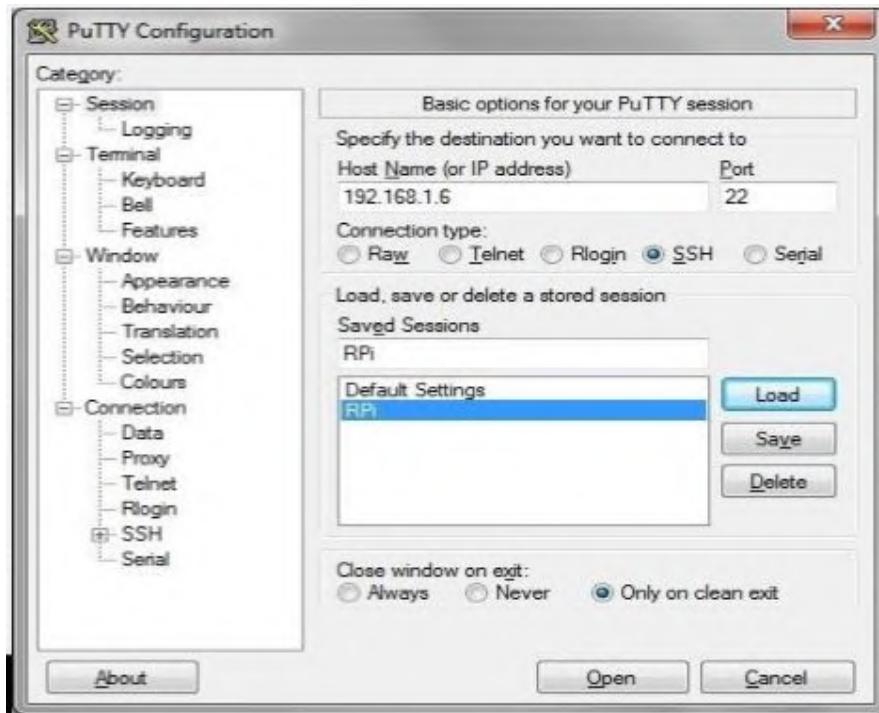 PuTTY Configuration
Category:
Session
Logging
Terminal
Keyboard
Bell
Features
Window
Appearance
Behaviour
Translation
Selection
Colours
Connection
Data
Proxy
Telnet
Rlogin
SSH
Serial
Basic options for your PuTTY session
Specify the destination you want to connect to
Host Name (or IP address) Port
192.168.1.6 22
Connection type:
Raw Telnet Rlogin SSH Serial
Load, save or delete a stored session
Saved Sessions
RPi
Default Settings
RPi
Load
Save
Delete
Close window on exit:
Always Never Only on clean exit
About Open Cancel